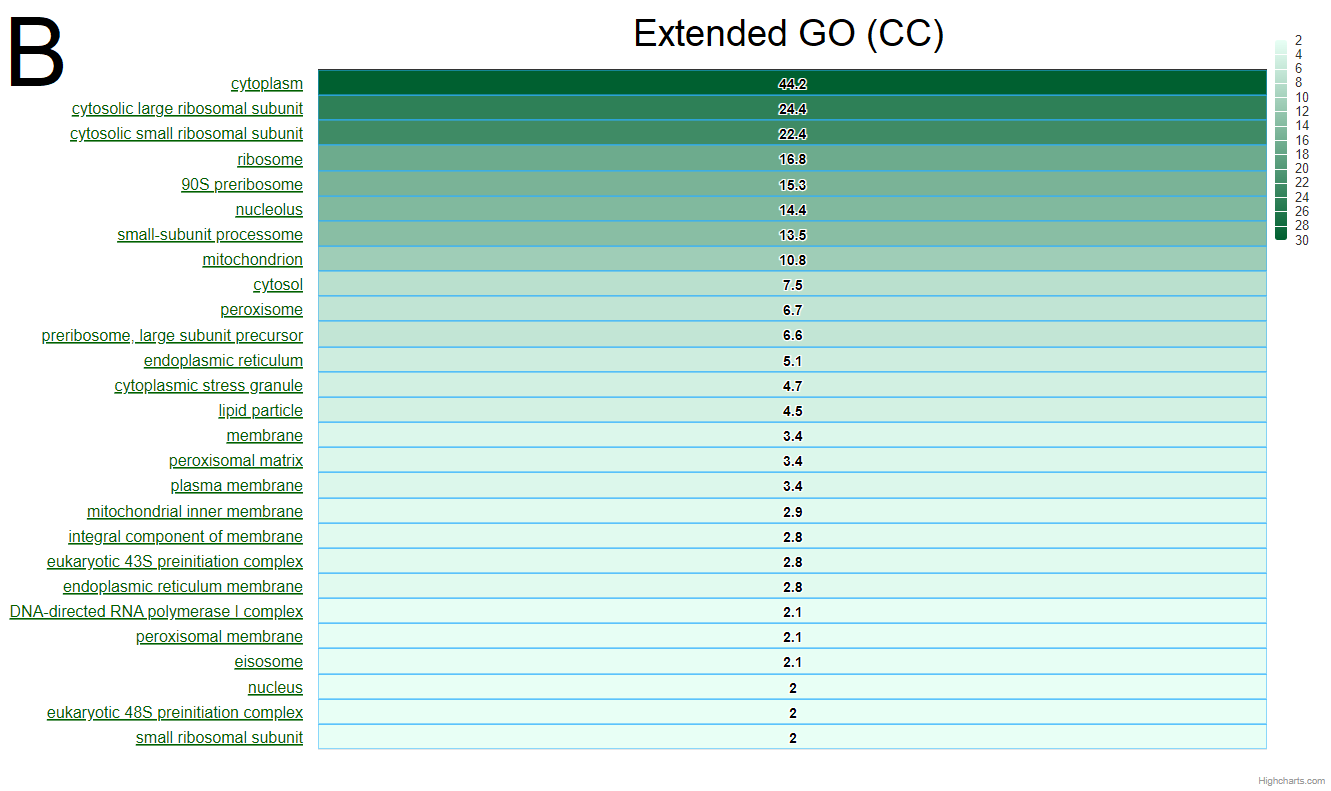 B
Extended GO (CC)
cytoplasm 44.2
cytosolic large ribosomal subunit 24.4
cytosolic small ribosomal subunit 22.4
ribosome 16.8
90S preribosome 15.3
nucleolus 14.4
small-subunit processome 13.5
mitochondrion 10.8
cytosol 7.5
peroxisome 6.7
preribosome, large subunit precursor 6.6
endoplasmic reticulum 5.1
cytoplasmic stress granule 4.7
lipid particle 4.5
membrane 3.4
peroxisomal matrix 3.4
plasma membrane 3.4
mitochondrial inner membrane 2.9
integral component of membrane 2.8
eukaryotic 43S preinitiation complex 2.8
endoplasmic reticulum membrane 2.8
DNA-directed RNA polymerase I complex 2.1
peroxisomal membrane 2.1
eisosome 2.1
nucleus 2
eukaryotic 48S preinitiation complex 2
small ribosomal subunit 2
2
4
6
8
10
12
14
16
18
20
22
24
26
28
30
Highcharts.com